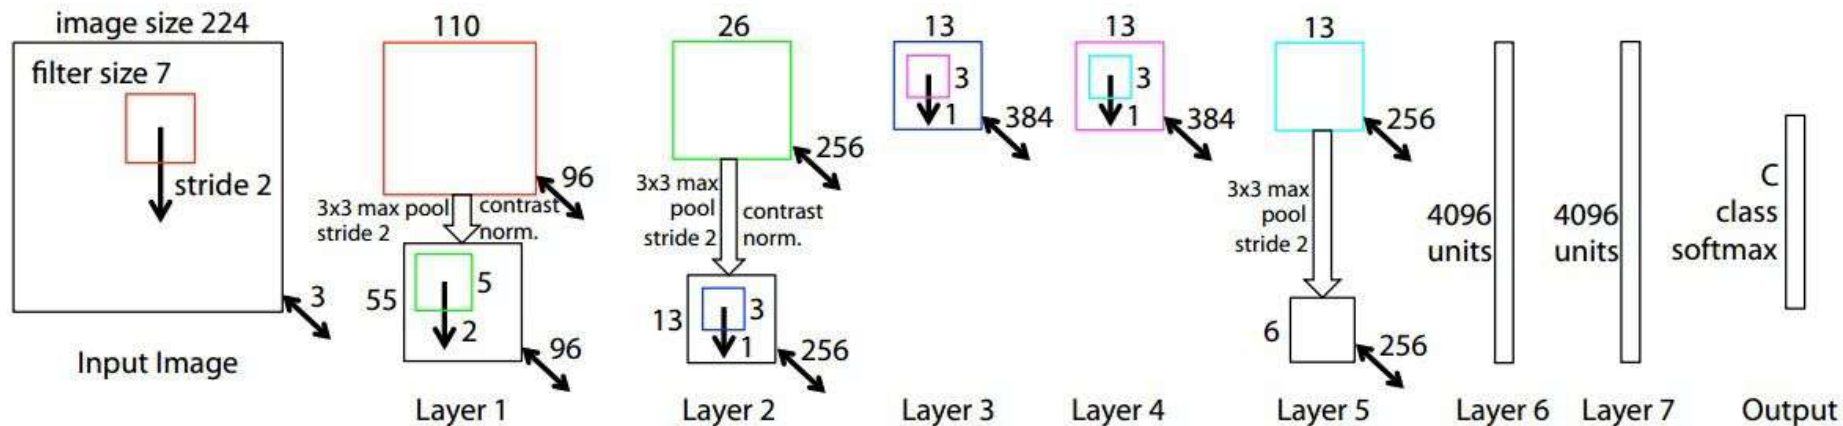 image size 224
filter size 7
stride 2
3
Input Image
110
96
3x3 max pool
stride 2
contrast
norm.
55
5
2
96
Layer 1
26
256
3x3 max
pool
stride 2
contrast
norm.
13
3
1
256
Layer 2
13
3
1
384
Layer 3
13
3
1
384
Layer 4
13
256
3x3 max
pool
stride 2
6
256
Layer 5
4096
units
Layer 6
4096
units
Layer 7
C
class
softmax
Output